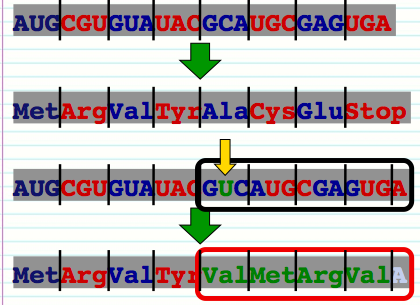 AUGCGUGUAUACGCAUGCGAGUGA
MetArgValTyrAlaCysGluStop
AUGCGUGUAUACGUCAUGCGAGUGA
MetArgValTyrValMetArgValA